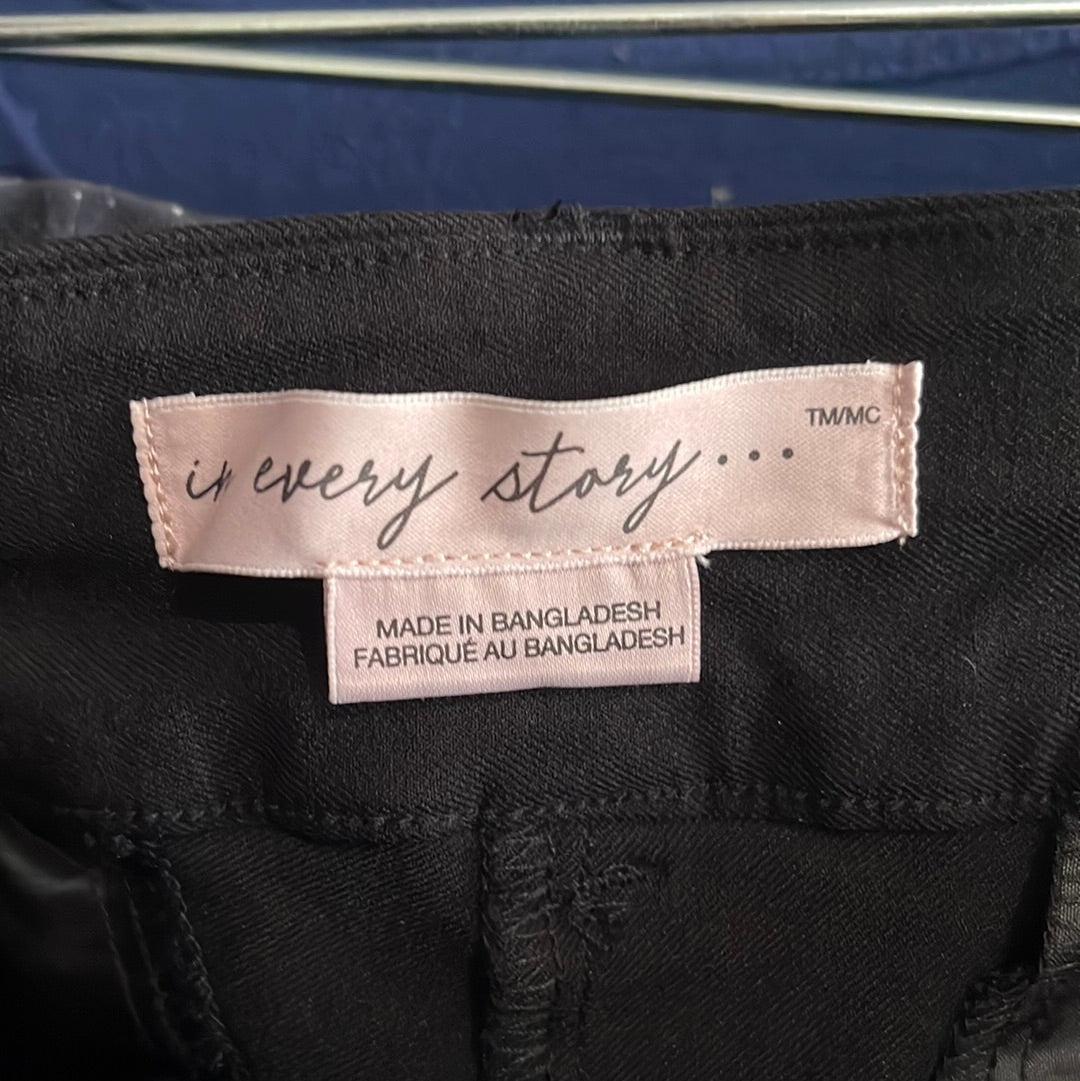 in every story...
TM/MC
MADE IN BANGLADESH
FABRIQUÉ AU BANGLADESH